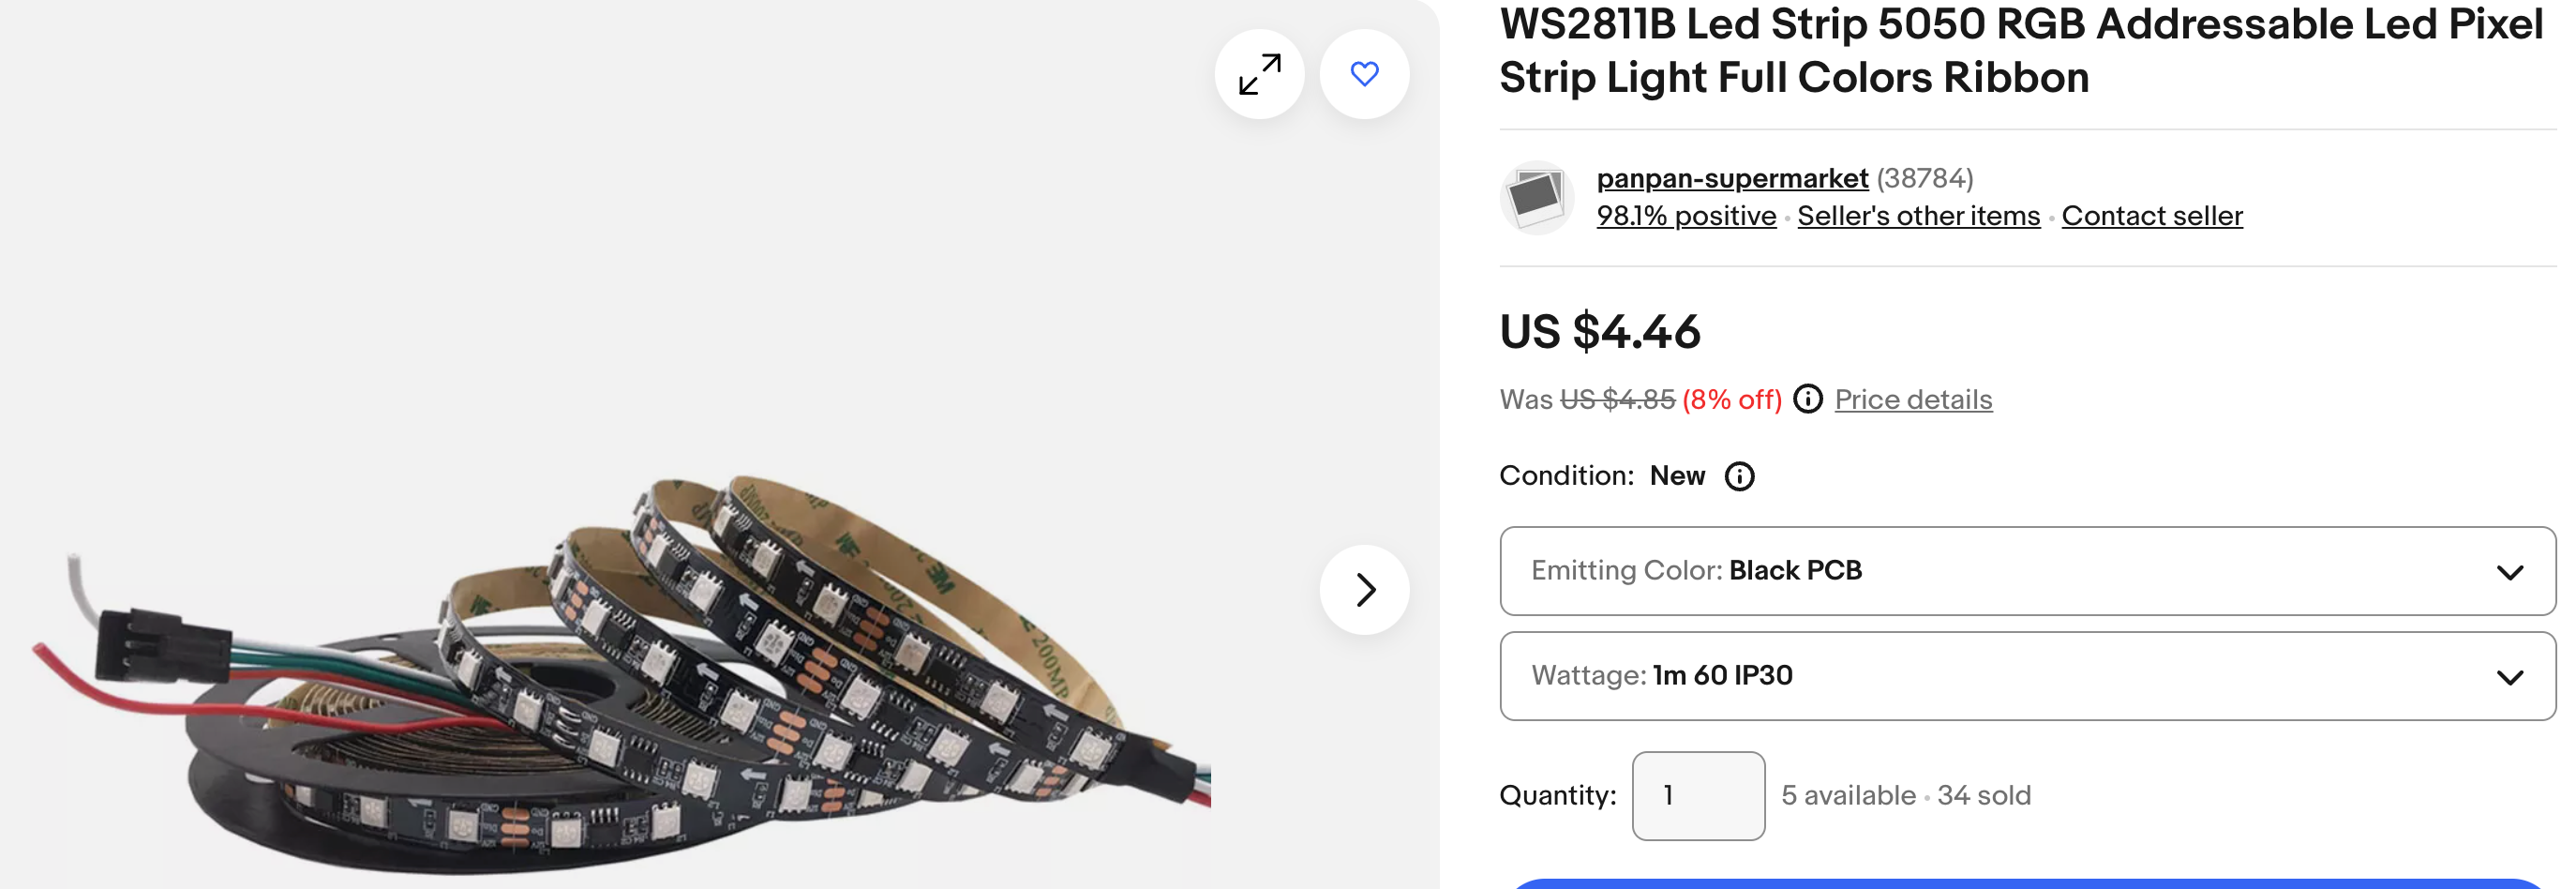 WS2811B Led Strip 5050 RGB Addressable Led Pixel
Strip Light Full Colors Ribbon
panpan-supermarket (38784)
98.1% positive • Seller's other items • Contact seller
US $4.46
Was US $4.85 (8% off) Price details
Condition: New
Emitting Color: Black PCB
Wattage: 1m 60 IP30
Quantity: 1 5 available • 34 sold
200MP